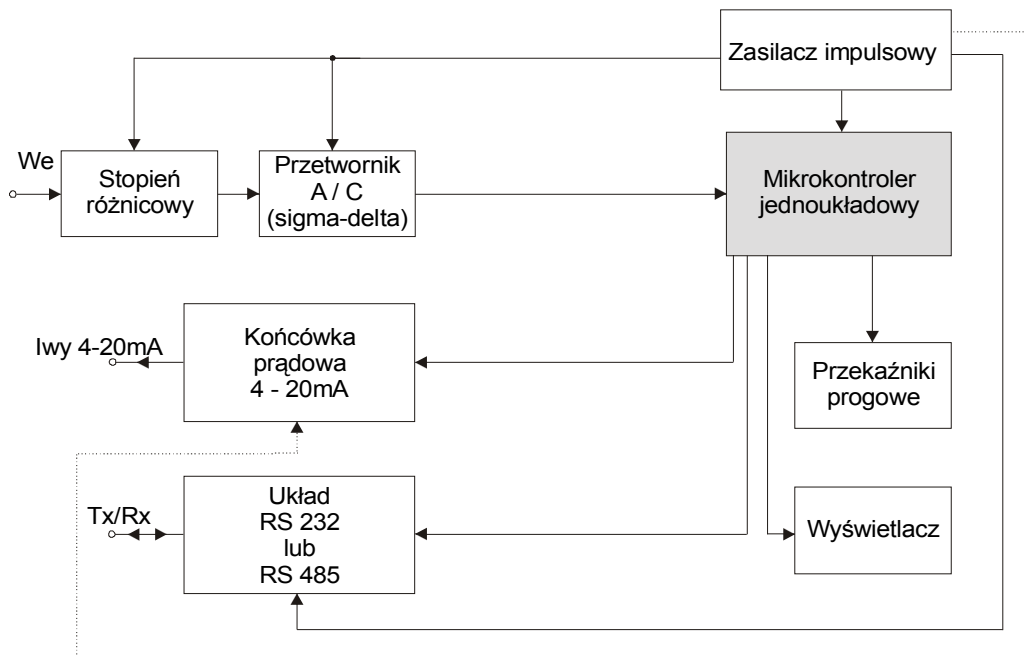 Zasilacz impulsowy
We
Stopień
różnicowy
Przetwornik
A / C
(sigma-delta)
Mikrokontroler
jednoukładowy
Iwy 4-20mA
Końcówka
prądowa
4 - 20mA
Przekaźniki
progowe
Tx/Rx
Układ
RS 232
lub
RS 485
Wyświetlacz